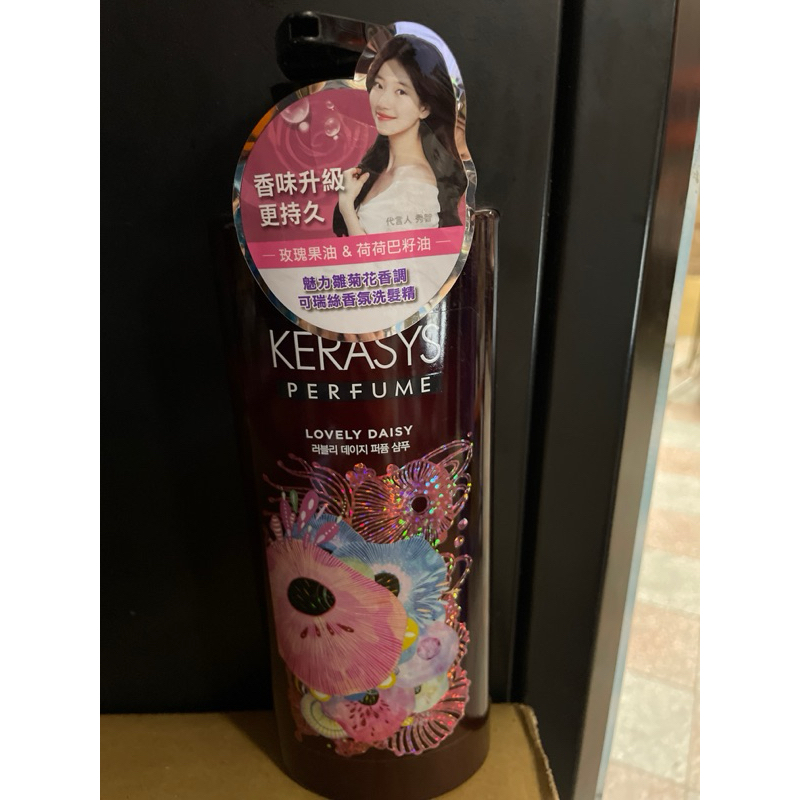 香味升級
更持久
代言人 秀智
玫瑰果油 & 荷荷巴籽油
魅力雛菊花香調
可瑞絲香氛洗髮精
KERASYS
PERFUME
LOVELY DAISY
러블리 데이지 퍼퓸 샴푸